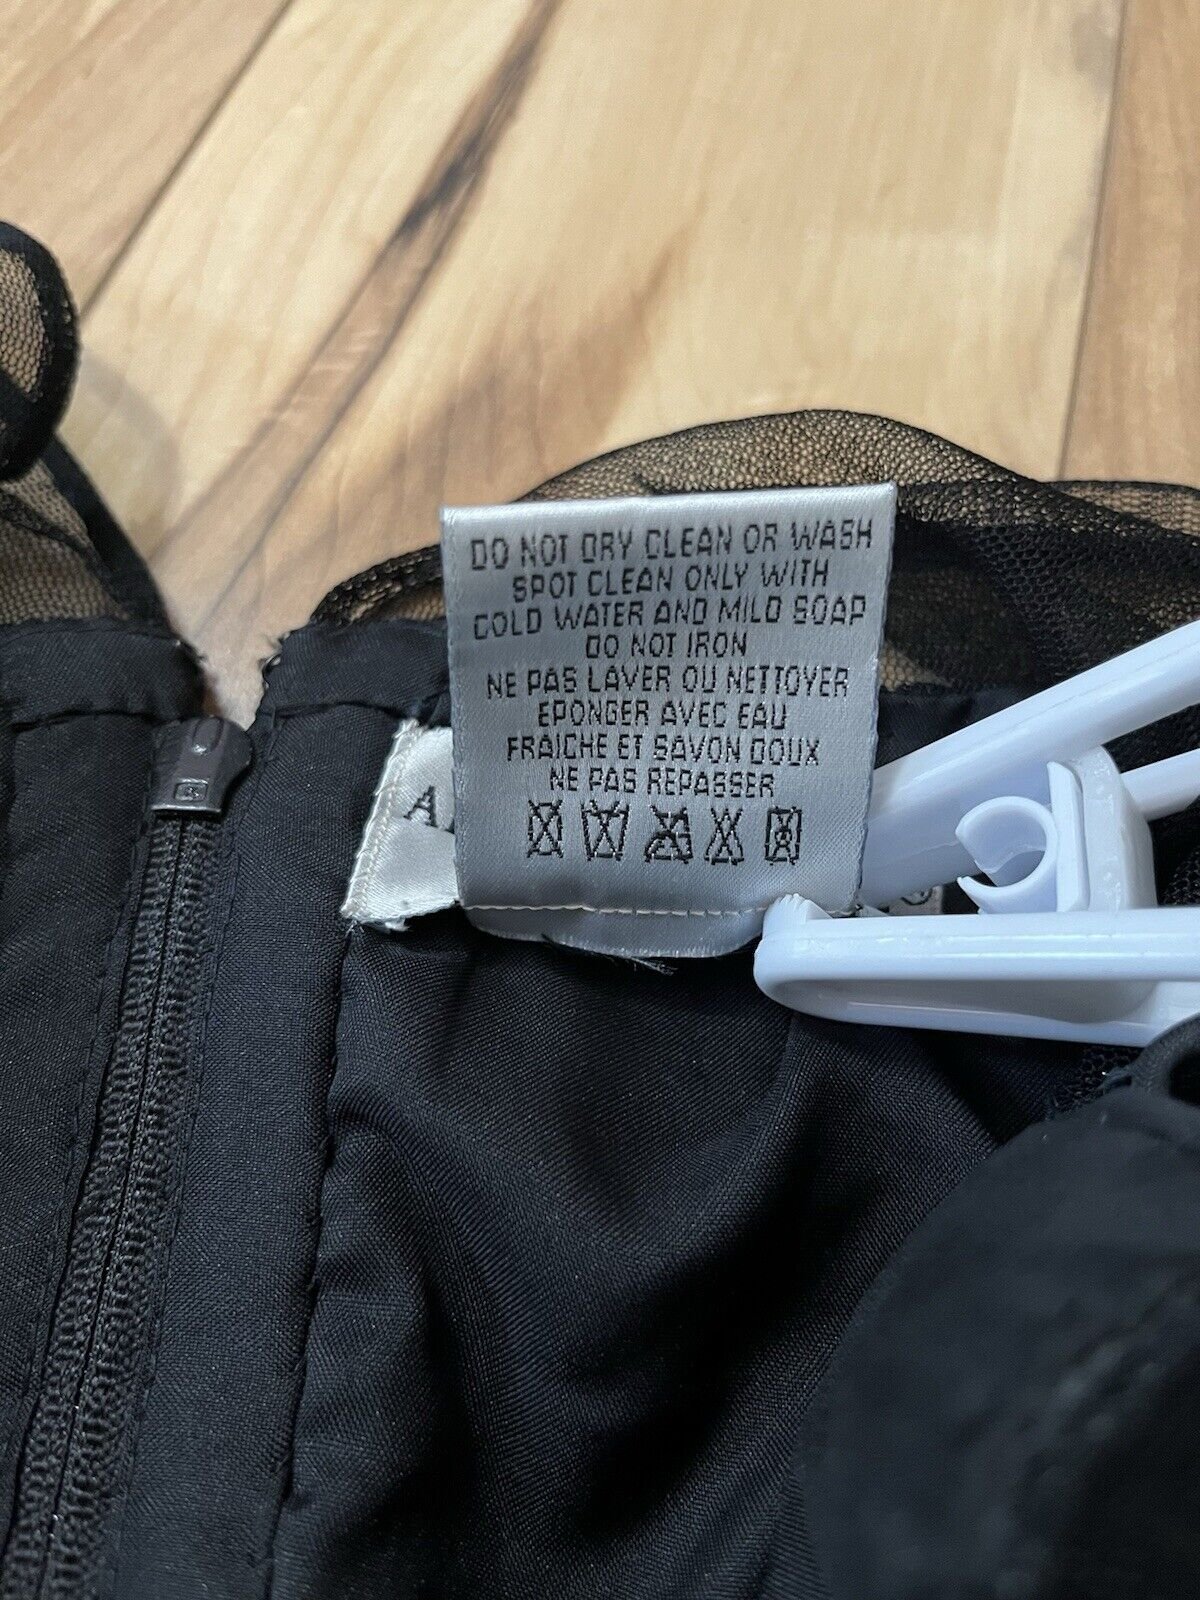 DO NOT DRY CLEAN OR WASH
SPOT CLEAN ONLY WITH
COLD WATER AND MILD SOAP
DO NOT IRON
NE PAS LAVER OU NETTOYER
EPONGER AVEC EAU
FRAICHE ET SAVON DOUX
NE PAS REPASSER
A